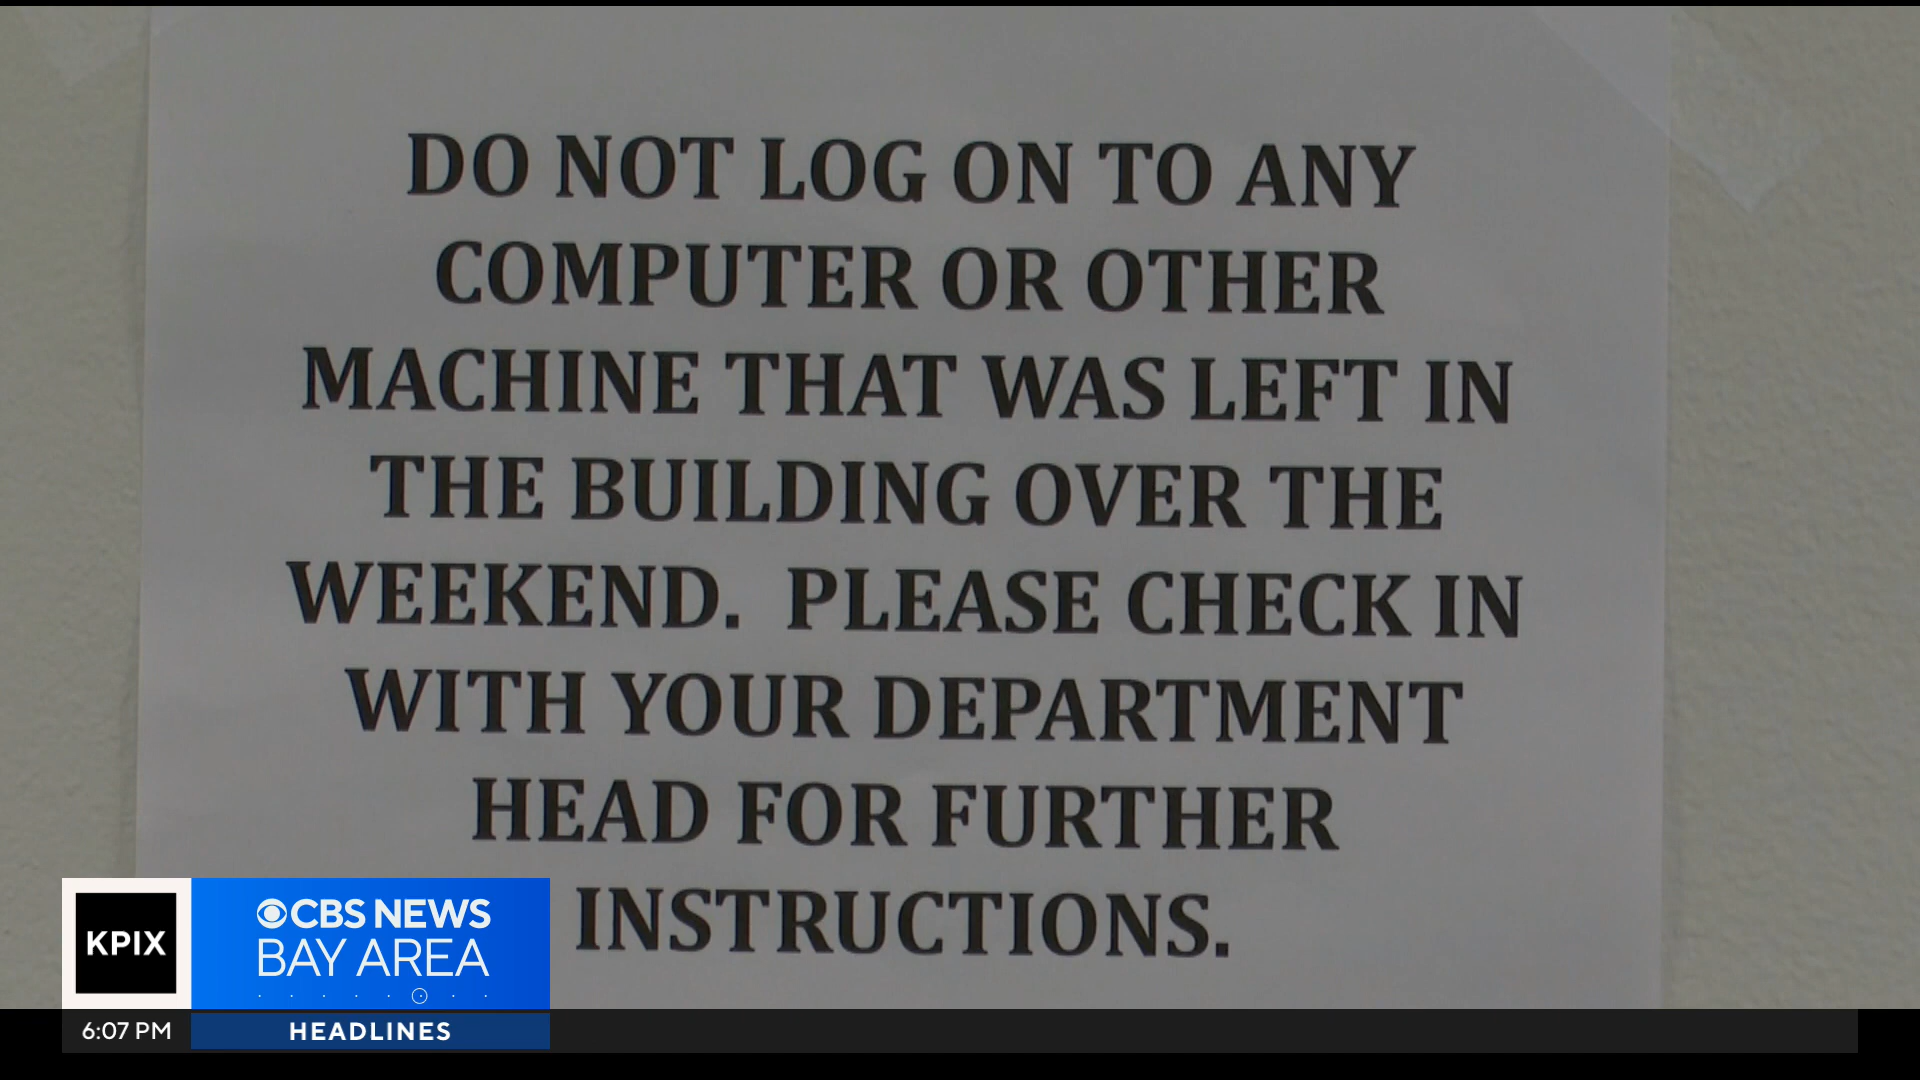 DO NOT LOG ON TO ANY
COMPUTER OR OTHER
MACHINE THAT WAS LEFT IN
THE BUILDING OVER THE
WEEKEND.  PLEASE CHECK IN
WITH YOUR DEPARTMENT
HEAD FOR FURTHER
INSTRUCTIONS.
KPIX
CBS NEWS
BAY AREA
6:07 PM
HEADLINES